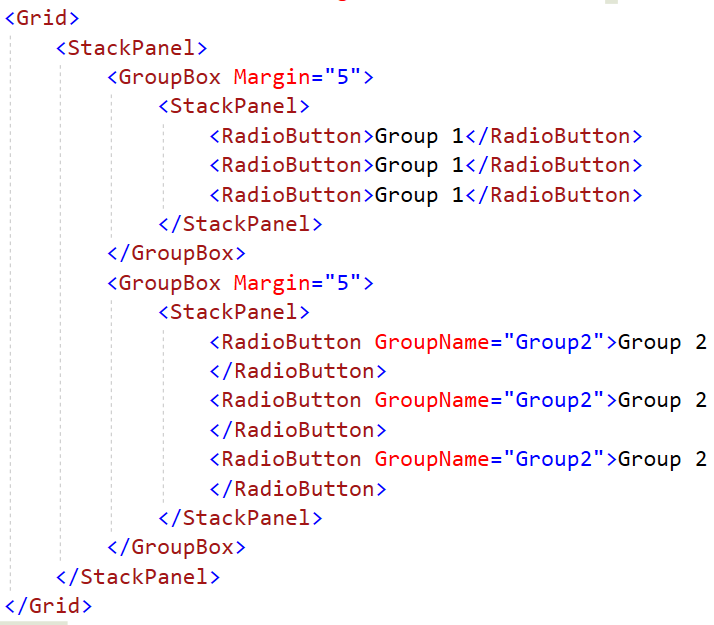 <Grid>
    <StackPanel>
        <GroupBox Margin="5">
            <StackPanel>
                <RadioButton>Group 1</RadioButton>
                <RadioButton>Group 1</RadioButton>
                <RadioButton>Group 1</RadioButton>
            </StackPanel>
        </GroupBox>
        <GroupBox Margin="5">
            <StackPanel>
                <RadioButton GroupName="Group2">Group 2
                </RadioButton>
                <RadioButton GroupName="Group2">Group 2
                </RadioButton>
                <RadioButton GroupName="Group2">Group 2
                </RadioButton>
            </StackPanel>
        </GroupBox>
    </StackPanel>
</Grid>